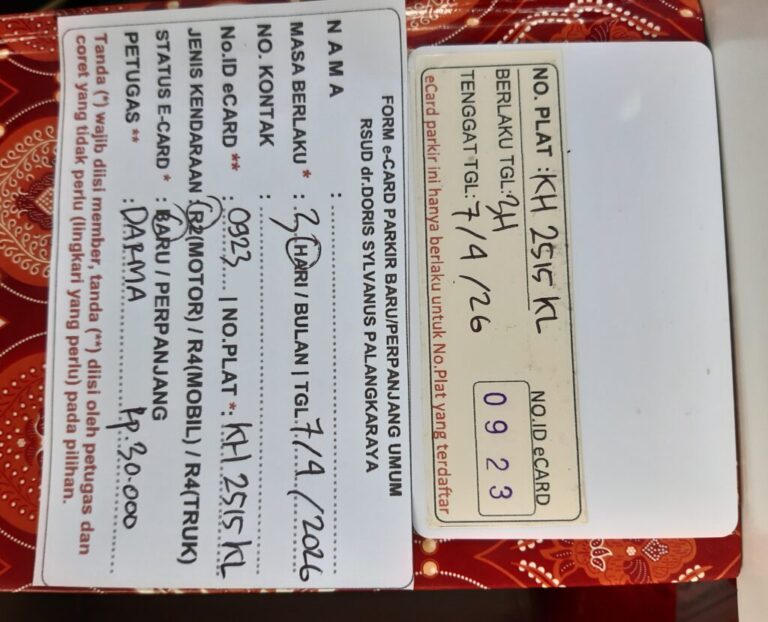 NO. PLAT : KH 2515 KL
BERLAKU TGL: 3H
TENGGAT TGL: 7/4/26
NO.ID eCARD
0923
eCard parkir ini hanya berlaku untuk No.Plat yang terdaftar
FORM e-CARD PARKIR BARU/PERPANJANG UMUM
RSUD dr.DORIS SYLVANUS PALANGKARAYA
NAMA :
MASA BERLAKU * : 3 HARI / BULAN | TGL 7/4/2026
NO. KONTAK :
No.ID eCARD ** : 0923 | NO.PLAT *: KH 2515 KL
JENIS KENDARAAN : R2(MOTOR) / R4(MOBIL) / R4(TRUK)
STATUS E-CARD * : BARU / PERPANJANG
PETUGAS ** : DARMA Rp.30.000
Tanda (*) wajib diisi member, tanda (**) diisi oleh petugas dan
coret yang tidak perlu (lingkari yang perlu) pada pilihan.